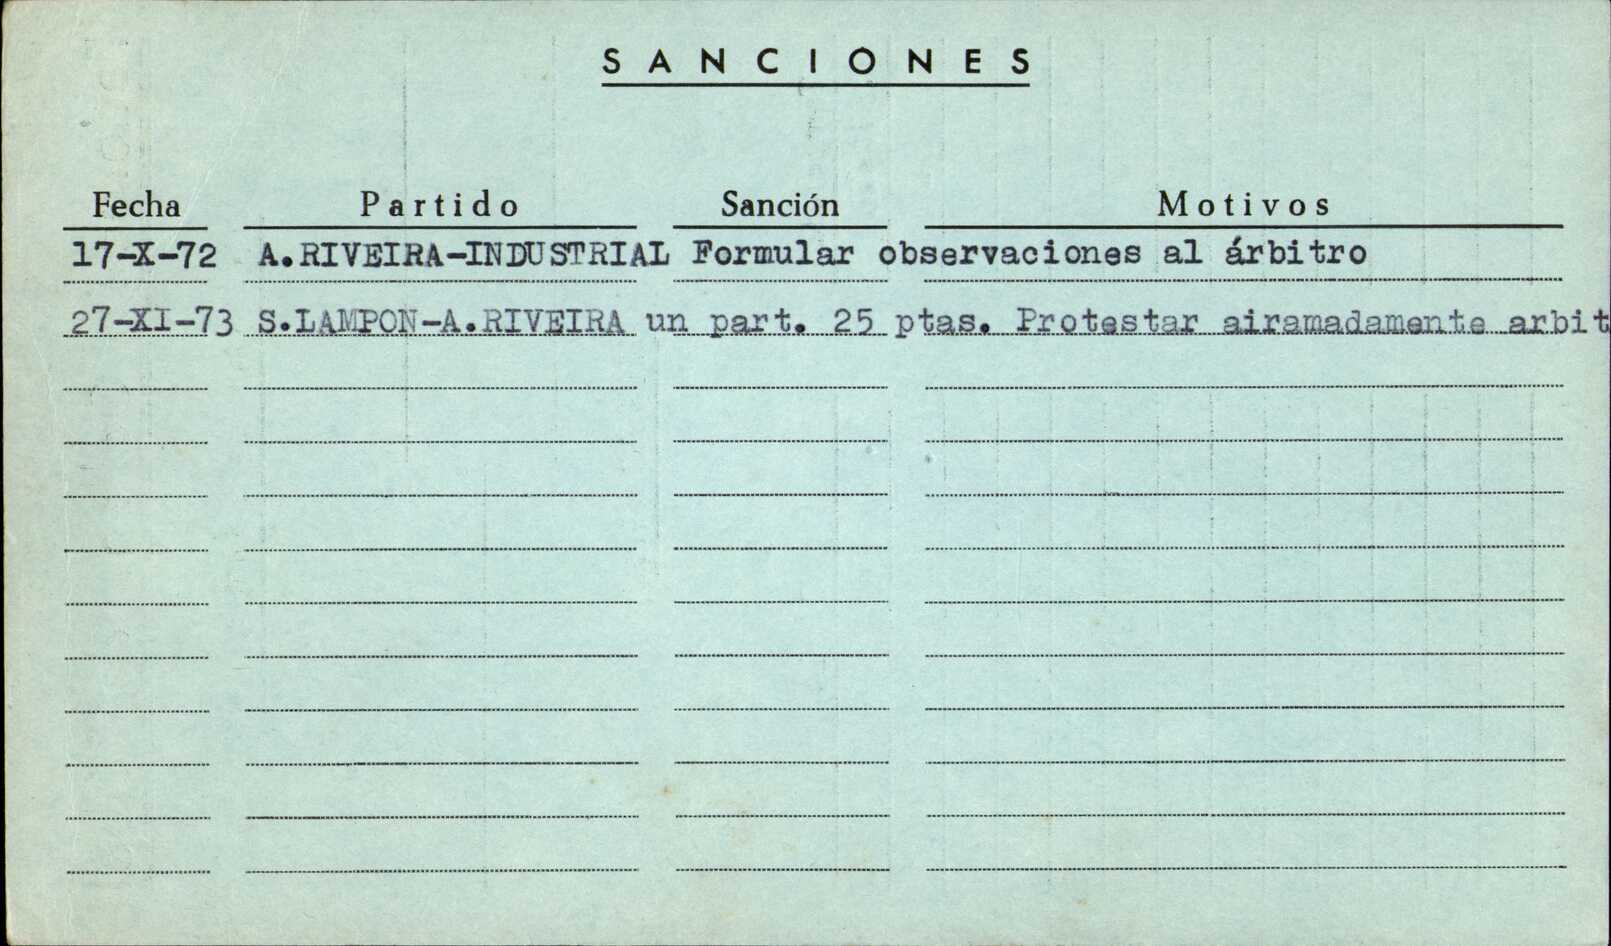 SANCIONES
Fecha Partido Sanción Motivos
17-X-72 A.RIVEIRA-INDUSTRIAL Formular observaciones al árbitro
27-XI-73 S.LAMPON-A.RIVEIRA un part. 25 ptas. Protestar airamadamente arbit